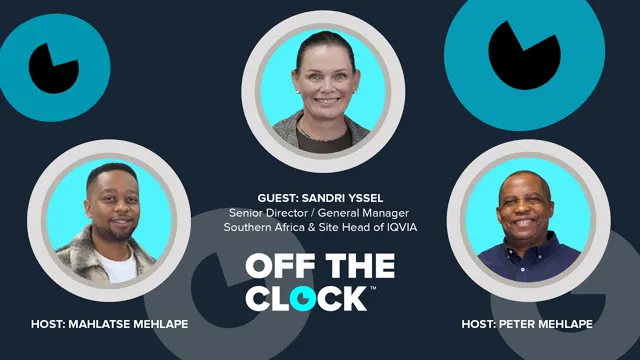 GUEST: SANDRI YSSEL
Senior Director / General Manager
Southern Africa & Site Head of IQVIA
OFF THE
CLOCK™
HOST: MAHLATSE MEHLAPE
HOST: PETER MEHLAPE